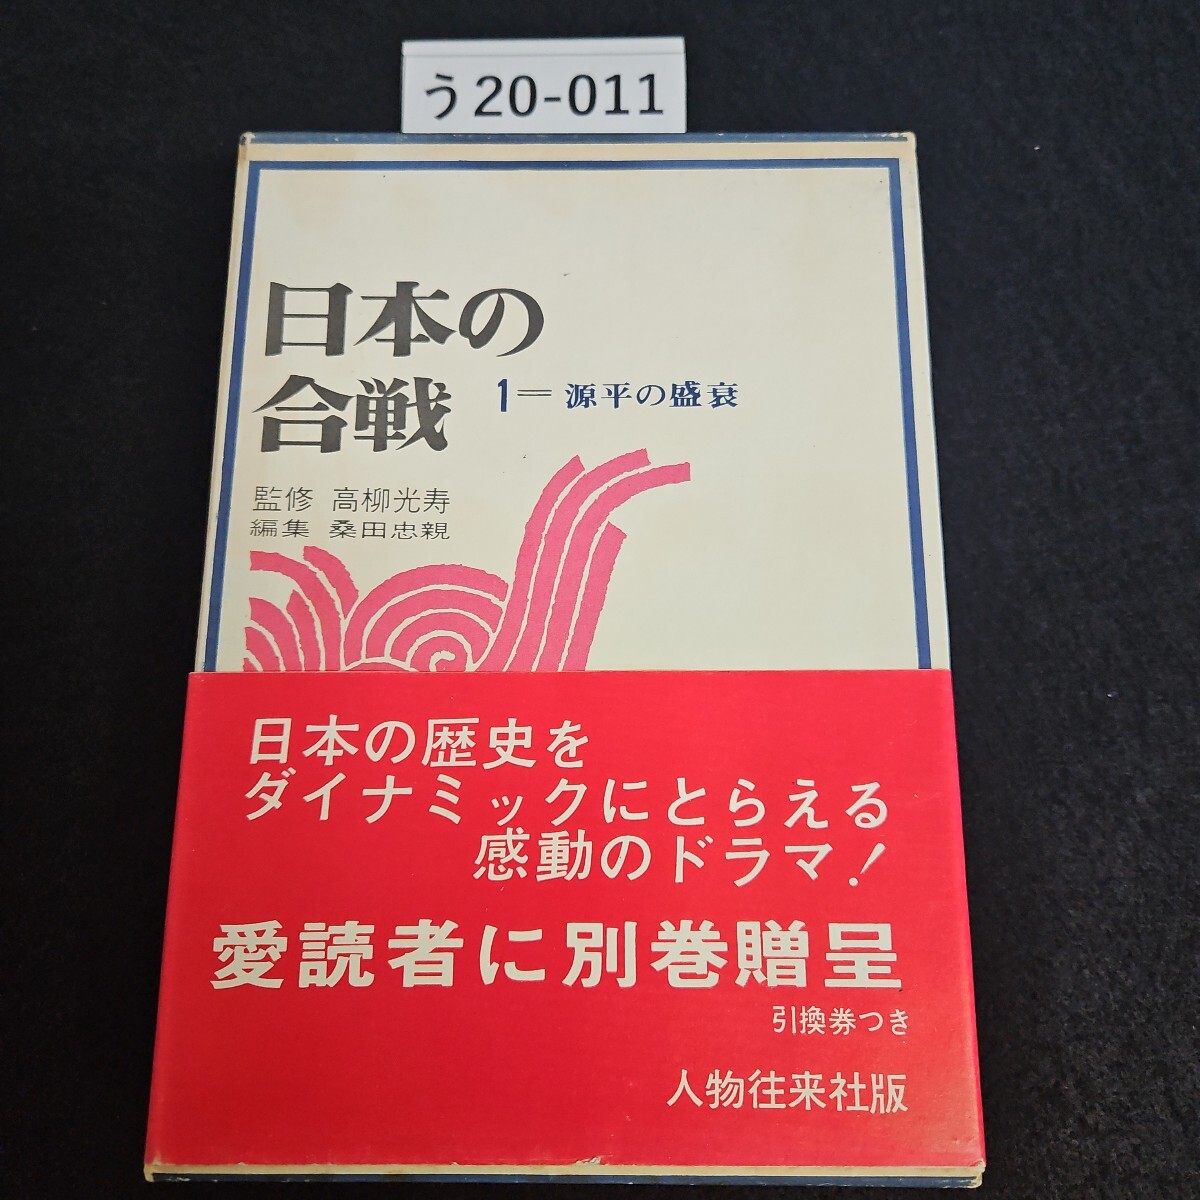 う20-011
日本の
合戦
1＝源平の盛衰
監修 高柳光寿
編集 桑田忠親
日本の歴史を
ダイナミックにとらえる
感動のドラマ！
愛読者に別巻贈呈
引換券つき
人物往来社版